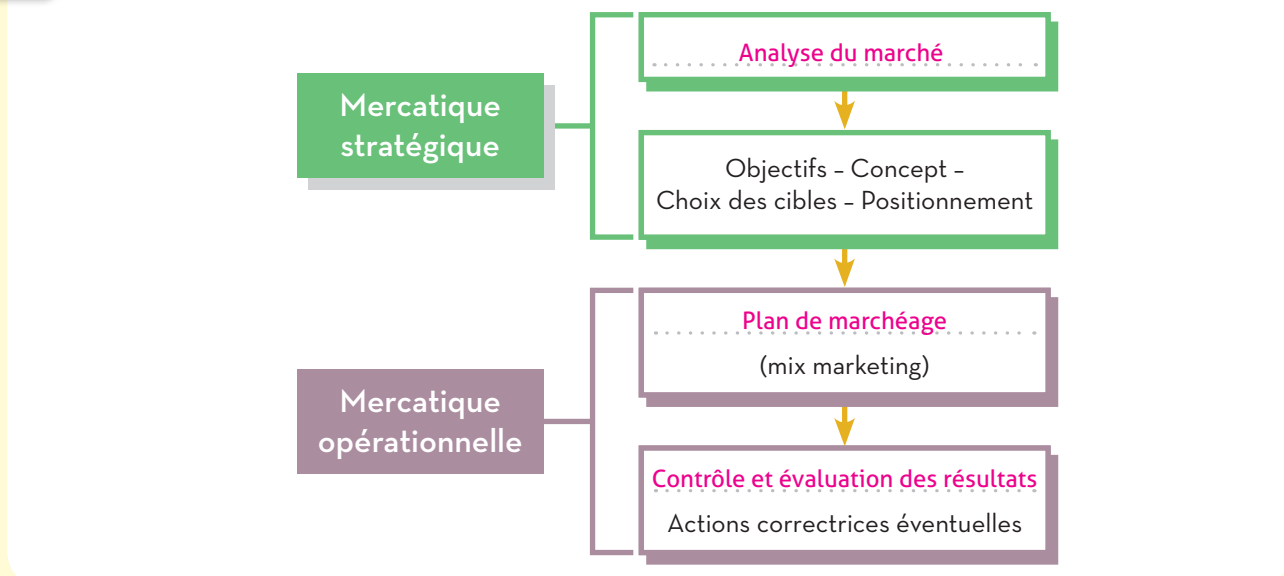 Mercatique
stratégique
Analyse du marché
Objectifs – Concept –
Choix des cibles – Positionnement
Mercatique
opérationnelle
Plan de marchéage
(mix marketing)
Contrôle et évaluation des résultats
Actions correctrices éventuelles